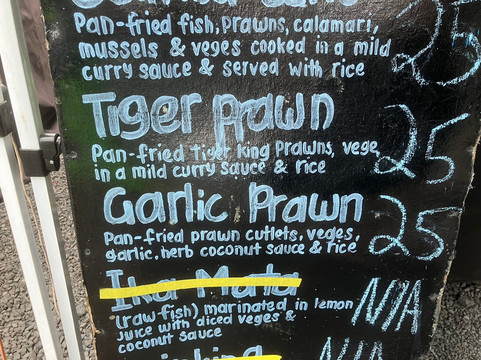 Pan-fried fish, Prawns, calamari,
mussels & veges cooked in a mild
curry sauce & served with rice
25
Tiger prawn
Pan-fried tiger king Prawns, vege
in a mild curry sauce & rice
25
Garlic Prawn
Pan-fried prawn cutlets, veges,
garlic, herb coconut sauce & rice
25
Ika Mata
(raw fish) marinated in lemon
Juice with diced veges &
coconut sauce
N/A
N/A